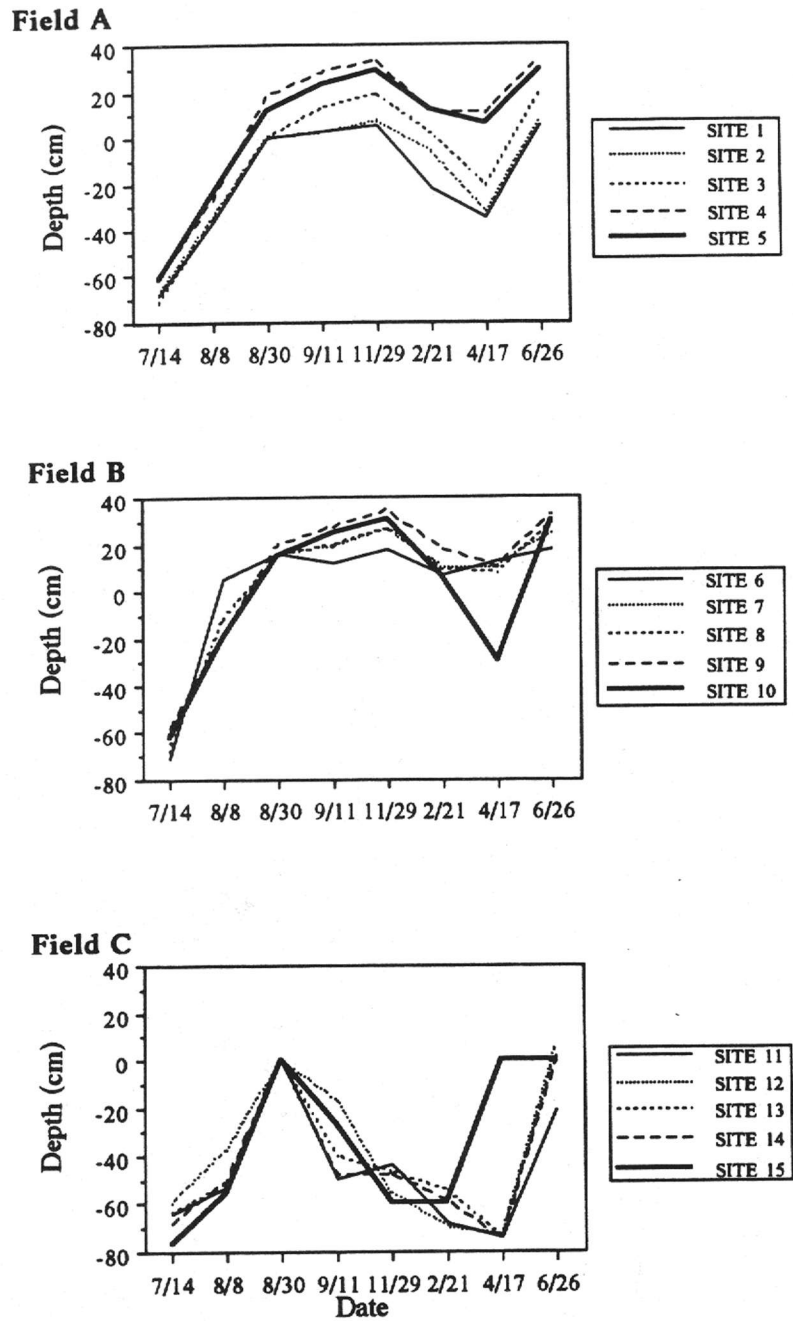 Field A
40
20
0
-20
-40
-60
-80
Depth (cm)
7/14 8/8 8/30 9/11 11/29 2/21 4/17 6/26
SITE 1
SITE 2
SITE 3
SITE 4
SITE 5
Field B
40
20
0
-20
-40
-60
-80
Depth (cm)
7/14 8/8 8/30 9/11 11/29 2/21 4/17 6/26
SITE 6
SITE 7
SITE 8
SITE 9
SITE 10
Field C
40
20
0
-20
-40
-60
-80
Depth (cm)
7/14 8/8 8/30 9/11 11/29 2/21 4/17 6/26
Date
SITE 11
SITE 12
SITE 13
SITE 14
SITE 15